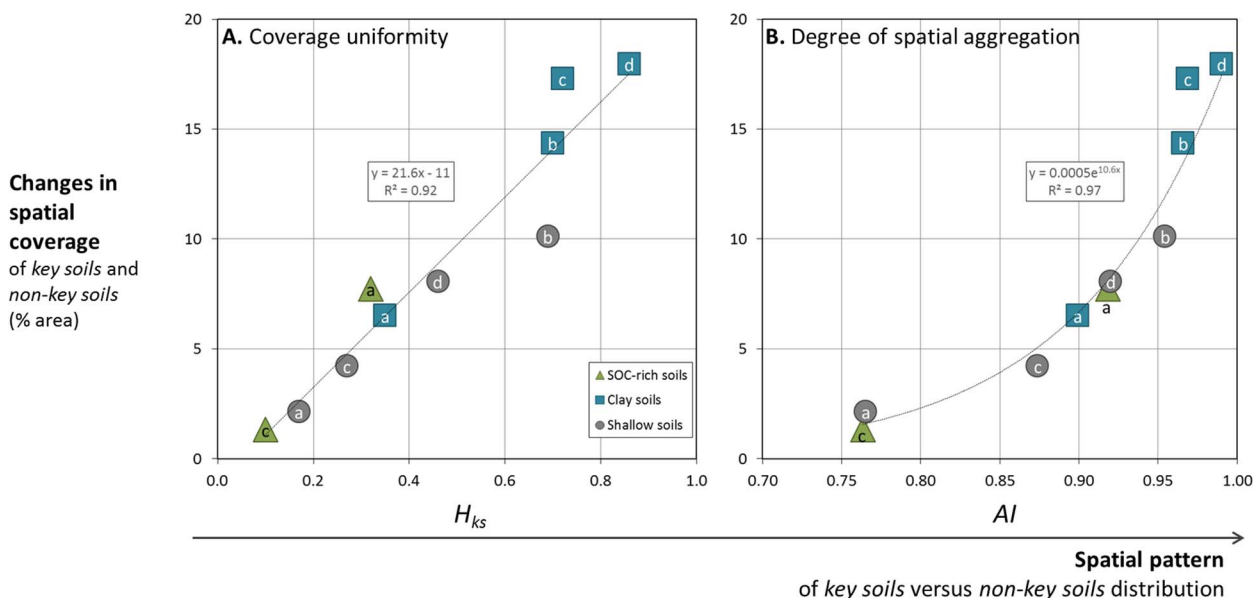 Changes in
spatial
coverage
of key soils and
non-key soils
(% area)
A. Coverage uniformity
20
15
10
5
0
0.0 0.2 0.4 0.6 0.8 1.0
y = 21.6x - 11
R² = 0.92
d
c
b
b
d
a
a
c
a
c
SOC-rich soils
Clay soils
Shallow soils
Hks
B. Degree of spatial aggregation
20
15
10
5
0
0.70 0.75 0.80 0.85 0.90 0.95 1.00
y = 0.0005e^10.6x
R² = 0.97
d
c
b
b
d
a
a
c
a
c
AI
Spatial pattern
of key soils versus non-key soils distribution